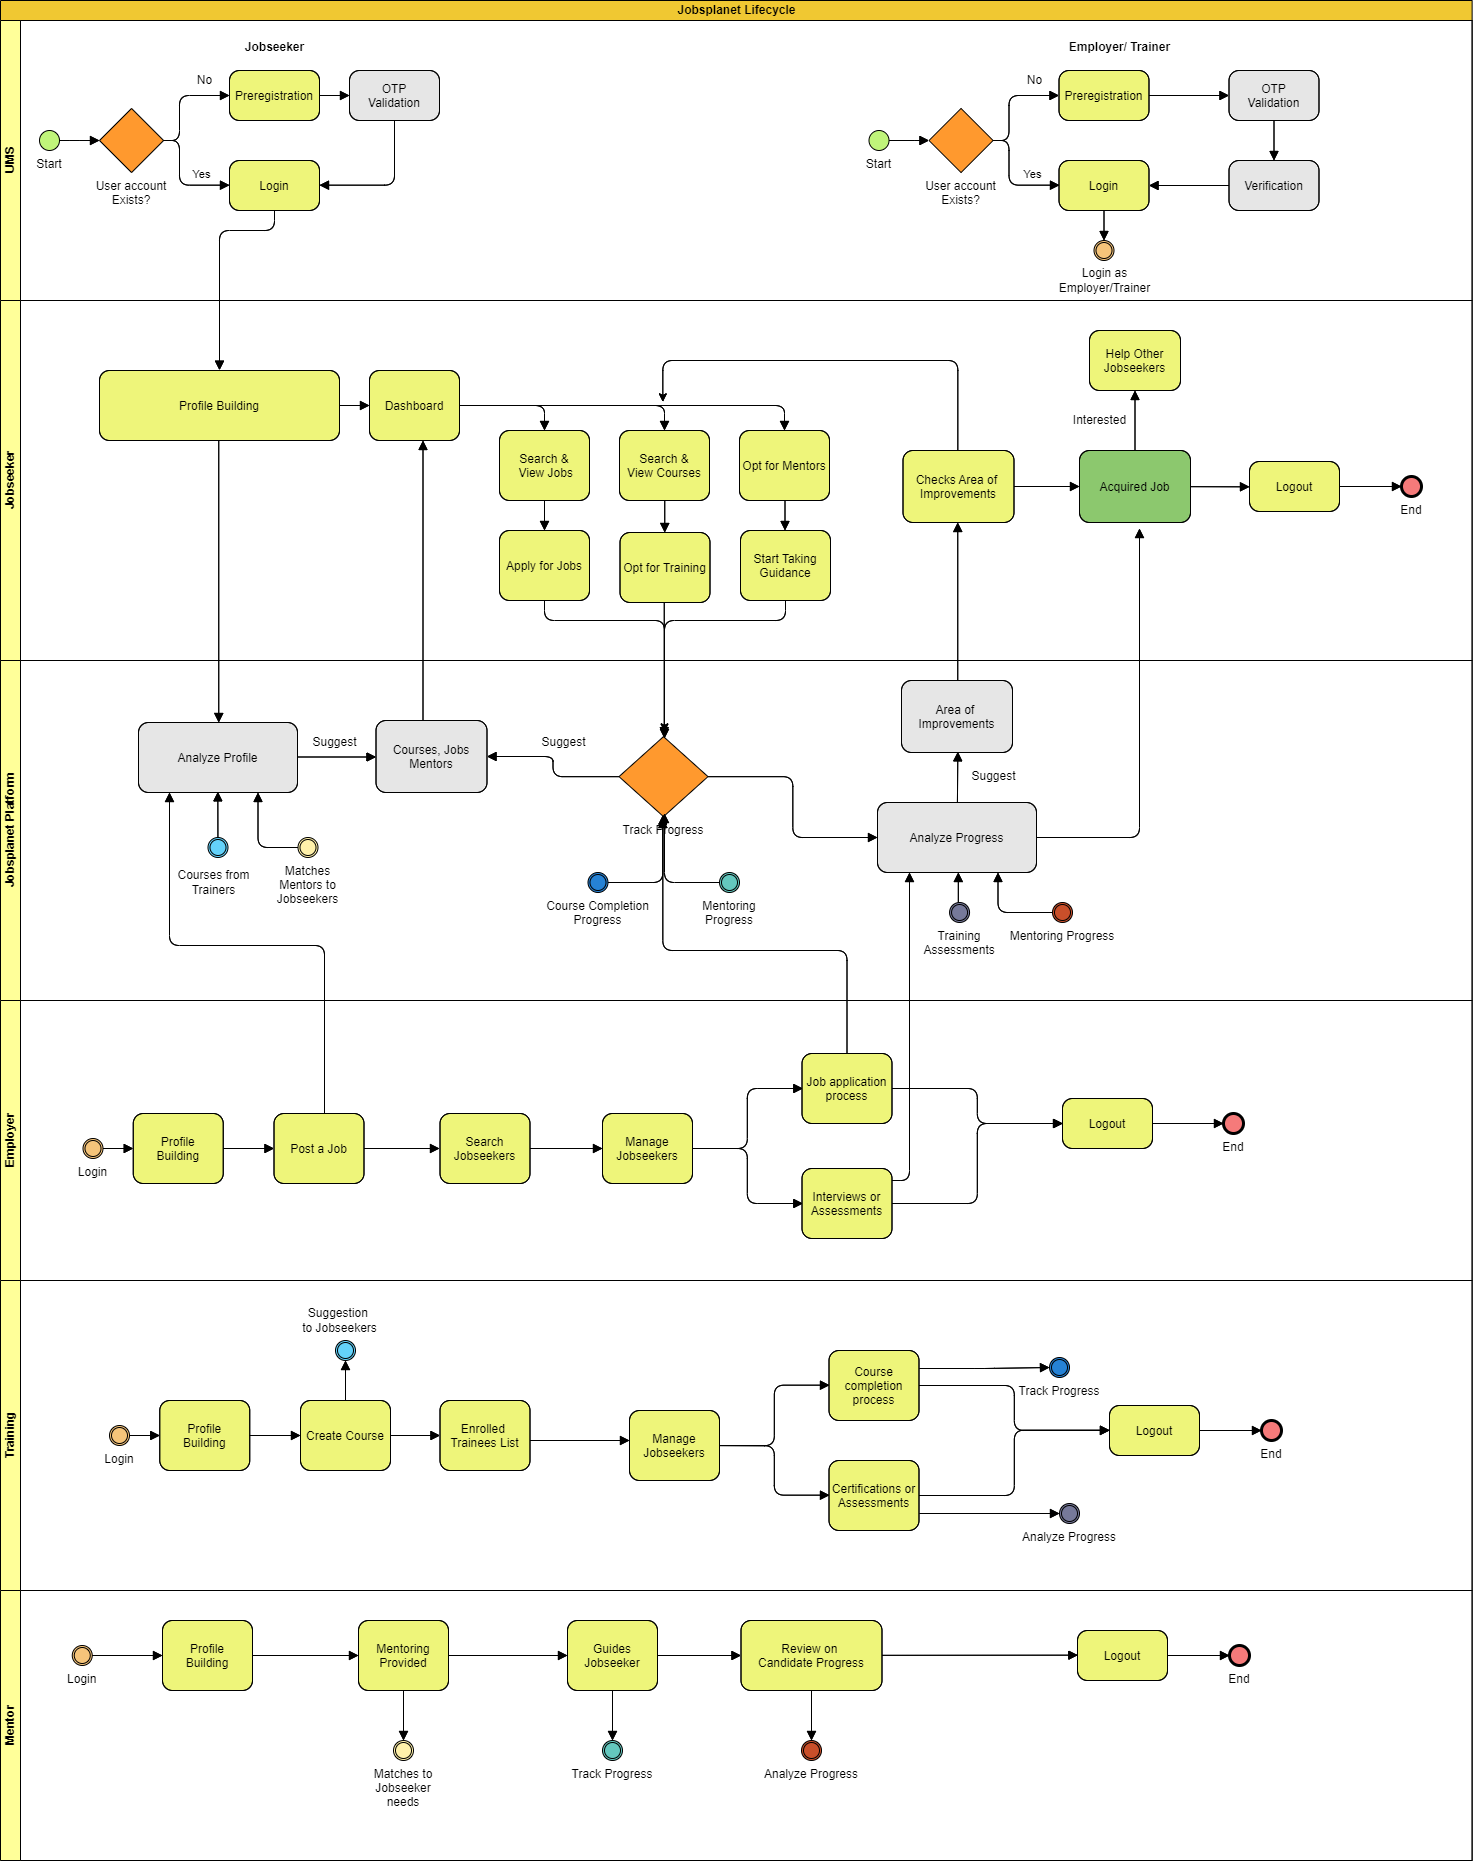 Jobsplanet Lifecycle
UMS
Jobseeker
Employer/ Trainer
Start
User account
Exists?
No
Yes
Preregistration
OTP
Validation
Login
Start
User account
Exists?
No
Yes
Preregistration
OTP
Validation
Login
Verification
Login as
Employer/Trainer
Jobseeker
Profile Building
Dashboard
Search &
View Jobs
Search &
View Courses
Opt for Mentors
Apply for Jobs
Opt for Training
Start Taking
Guidance
Checks Area of
Improvements
Help Other
Jobseekers
Interested
Acquired Job
Logout
End
Jobsplanet Platform
Analyze Profile
Suggest
Courses, Jobs
Mentors
Suggest
Track Progress
Area of
Improvements
Suggest
Analyze Progress
Courses from
Trainers
Matches
Mentors to
Jobseekers
Course Completion
Progress
Mentoring
Progress
Training
Assessments
Mentoring Progress
Employer
Login
Profile
Building
Post a Job
Search
Jobseekers
Manage
Jobseekers
Job application
process
Interviews or
Assessments
Logout
End
Training
Suggestion
to Jobseekers
Login
Profile
Building
Create Course
Enrolled
Trainees List
Manage
Jobseekers
Course
completion
process
Track Progress
Certifications or
Assessments
Analyze Progress
Logout
End
Mentor
Login
Profile
Building
Mentoring
Provided
Guides
Jobseeker
Review on
Candidate Progress
Logout
End
Matches to
Jobseeker
needs
Track Progress
Analyze Progress